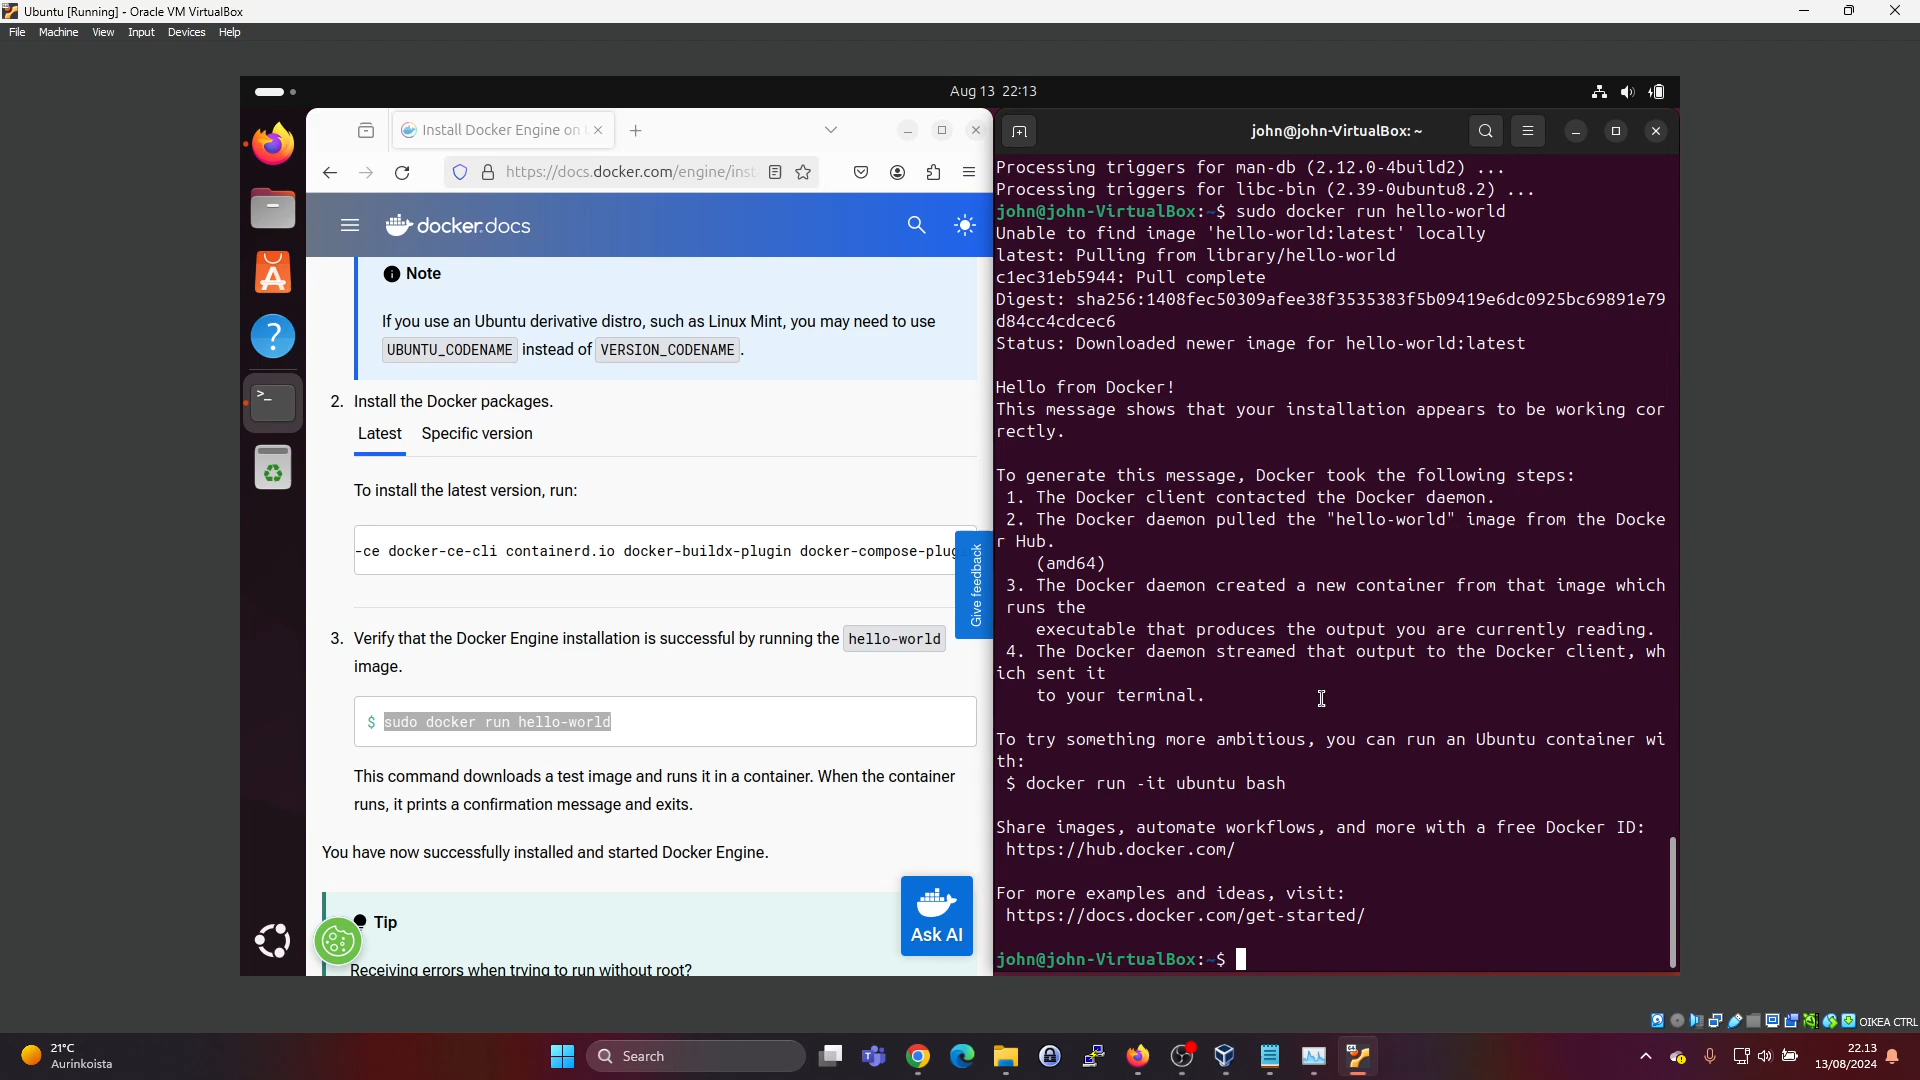 Ubuntu [Running] - Oracle VM VirtualBox
File Machine View Input Devices Help
Aug 13 22:13
Install Docker Engine on
https://docs.docker.com/engine/inst
docker.docs
Note
If you use an Ubuntu derivative distro, such as Linux Mint, you may need to use
UBUNTU_CODENAME instead of VERSION_CODENAME.
2. Install the Docker packages.
Latest Specific version
To install the latest version, run:
-ce docker-ce-cli containerd.io docker-buildx-plugin docker-compose-plug
Give feedback
3. Verify that the Docker Engine installation is successful by running the hello-world
image.
$ sudo docker run hello-world
This command downloads a test image and runs it in a container. When the container
runs, it prints a confirmation message and exits.
You have now successfully installed and started Docker Engine.
Tip
Ask AI
Receiving errors when trying to run without root?
john@john-VirtualBox: ~
Processing triggers for man-db (2.12.0-4build2) ...
Processing triggers for libc-bin (2.39-0ubuntu8.2) ...
john@john-VirtualBox:~$ sudo docker run hello-world
Unable to find image 'hello-world:latest' locally
latest: Pulling from library/hello-world
c1ec31eb5944: Pull complete
Digest: sha256:1408fec50309afee38f3535383f5b09419e6dc0925bc69891e79
d84cc4cdcec6
Status: Downloaded newer image for hello-world:latest
Hello from Docker!
This message shows that your installation appears to be working cor
rectly.
To generate this message, Docker took the following steps:
1. The Docker client contacted the Docker daemon.
2. The Docker daemon pulled the "hello-world" image from the Docke
r Hub.
(amd64)
3. The Docker daemon created a new container from that image which
runs the
executable that produces the output you are currently reading.
4. The Docker daemon streamed that output to the Docker client, wh
ich sent it
to your terminal.
To try something more ambitious, you can run an Ubuntu container wi
th:
$ docker run -it ubuntu bash
Share images, automate workflows, and more with a free Docker ID:
https://hub.docker.com/
For more examples and ideas, visit:
https://docs.docker.com/get-started/
john@john-VirtualBox:~$
OIKEA CTRL
21°C
Aurinkoista
Search
22.13
13/08/2024